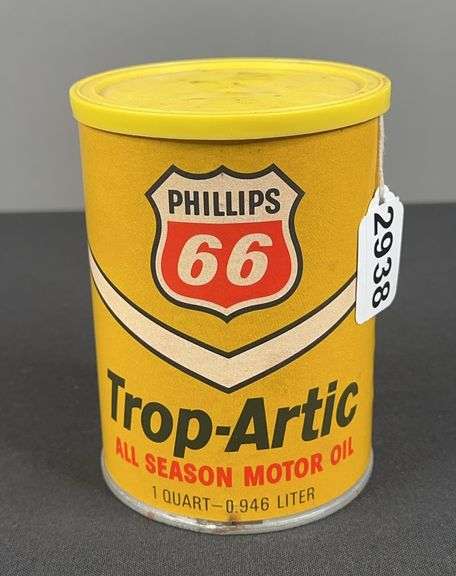 PHILLIPS
66
Trop-Artic
ALL SEASON MOTOR OIL
1 QUART–0.946 LITER
2938